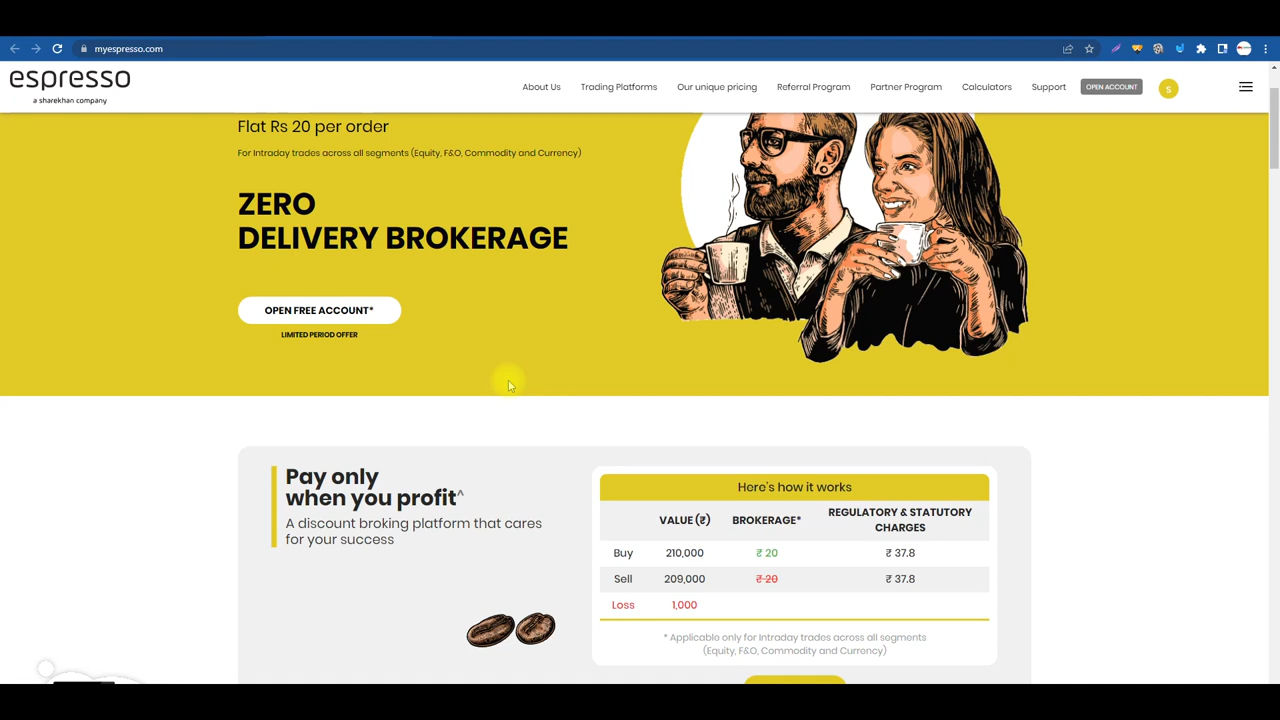 myespresso.com
espresso
a sharekhan company
About Us
Trading Platforms
Our unique pricing
Referral Program
Partner Program
Calculators
Support
OPEN ACCOUNT
S
Flat Rs 20 per order
For Intraday trades across all segments (Equity, F&O, Commodity and Currency)
ZERO
DELIVERY BROKERAGE
OPEN FREE ACCOUNT*
LIMITED PERIOD OFFER
Pay only
when you profit^
A discount broking platform that cares
for your success
Here's how it works
VALUE (₹) BROKERAGE* REGULATORY & STATUTORY
CHARGES
Buy 210,000 ₹ 20 ₹ 37.8
Sell 209,000 ₹ 20 ₹ 37.8
Loss 1,000
* Applicable only for Intraday trades across all segments
(Equity, F&O, Commodity and Currency)